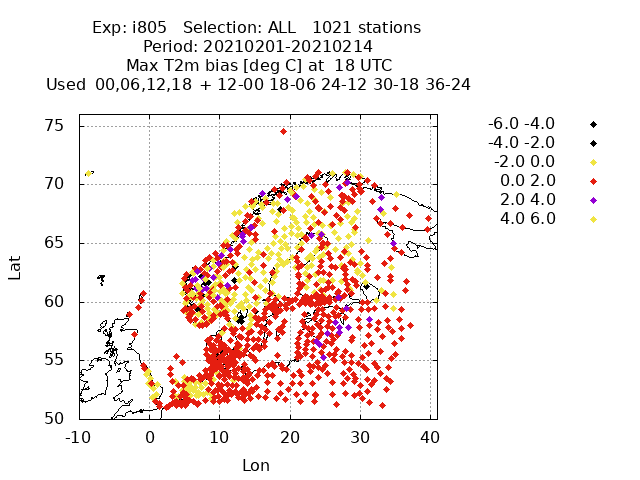 Exp: i805   Selection: ALL   1021 stations
Period: 20210201-20210214
Max T2m bias [deg C] at  18 UTC
Used  00,06,12,18  + 12-00 18-06 24-12 30-18 36-24
-6.0 -4.0
-4.0 -2.0
-2.0 0.0
0.0 2.0
2.0 4.0
4.0 6.0
75
70
65
60
55
50
Lat
-10 0 10 20 30 40
Lon